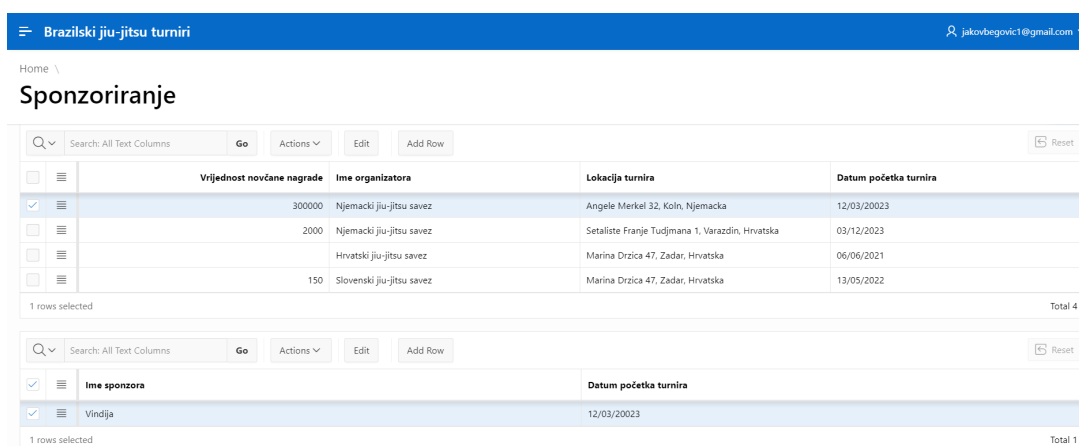 Brazilski jiu-jitsu turniri jakovbegovic1@gmail.com
Home \
Sponzoriranje
Search: All Text Columns Go Actions Edit Add Row Reset
Vrijednost novčane nagrade Ime organizatora Lokacija turnira Datum početka turnira
300000 Njemacki jiu-jitsu savez Angele Merkel 32, Koln, Njemacka 12/03/20023
2000 Njemacki jiu-jitsu savez Setaliste Franje Tudjmana 1, Varazdin, Hrvatska 03/12/2023
Hrvatski jiu-jitsu savez Marina Drzica 47, Zadar, Hrvatska 06/06/2021
150 Slovenski jiu-jitsu savez Marina Drzica 47, Zadar, Hrvatska 13/05/2022
1 rows selected Total 4
Search: All Text Columns Go Actions Edit Add Row Reset
Ime sponzora Datum početka turnira
Vindija 12/03/20023
1 rows selected Total 1